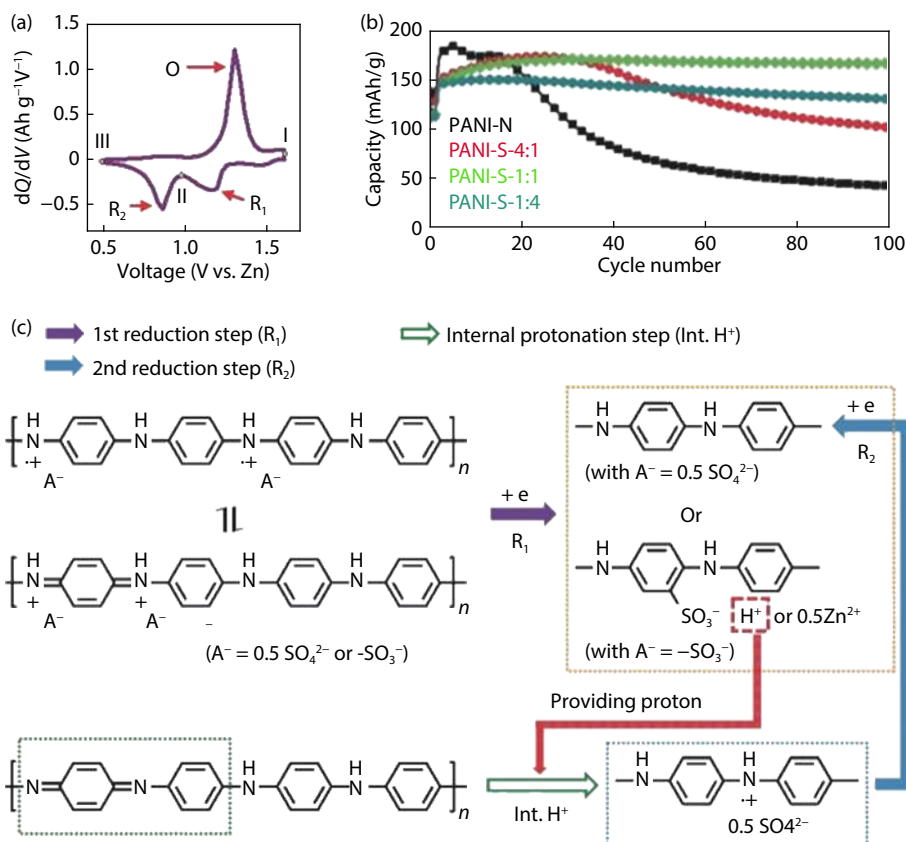 (a)
1.5
1.0
0.5
0
−0.5
dQ/dV (Ah g⁻¹V⁻¹)
O
I
III
II
R₂
R₁
0.5
1.0
1.5
Voltage (V vs. Zn)
(b)
200
150
100
50
0
Capacity (mAh/g)
PANI-N
PANI-S-4:1
PANI-S-1:1
PANI-S-1:4
0
20
40
60
80
100
Cycle number
(c)
1st reduction step (R₁)
Internal protonation step (Int. H⁺)
2nd reduction step (R₂)
H H H H
N N N N
·+ ·+
A⁻ A⁻
n
H H H H
N N N N
+ +
A⁻ A⁻ −
n
(A⁻ = 0.5 SO₄²⁻ or -SO₃⁻)
+ e
R₁
H H
N N
(with A⁻ = 0.5 SO₄²⁻)
+ e
R₂
Or
H H
N N
SO₃⁻ H⁺ or 0.5Zn²⁺
(with A⁻ = −SO₃⁻)
Providing proton
H H
N N N N
n
Int. H⁺
H H
N N
·+
0.5 SO4²⁻